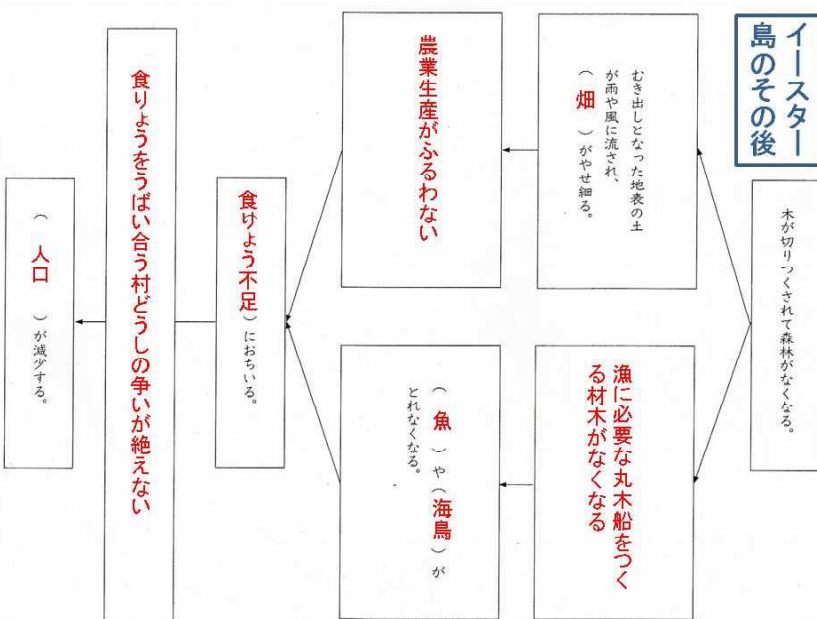 イースター
島のその後
木が切りつくされて森林がなくなる。
むき出しとなった地表の土
が雨や風に流され、
( 畑 )がやせ細る。
農業生産がふるわない
漁に必要な丸木船をつく
る材木がなくなる
( 魚 )や(海鳥)が
とれなくなる。
食りょう不足)におちいる。
食りょうをうばい合う村どうしの争いが絶えない
( 人口 )が減少する。